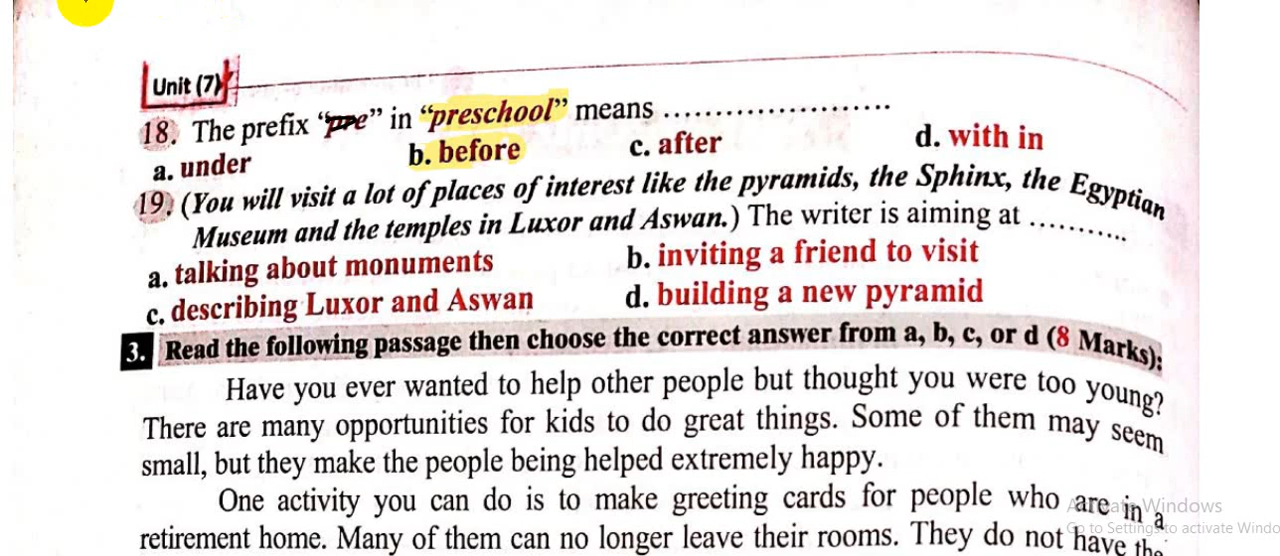 Unit (7)
18. The prefix “pre” in “preschool” means ........................
a. under b. before c. after d. with in
19. (You will visit a lot of places of interest like the pyramids, the Sphinx, the Egyptian
Museum and the temples in Luxor and Aswan.) The writer is aiming at ............
a. talking about monuments b. inviting a friend to visit
c. describing Luxor and Aswan d. building a new pyramid
3. Read the following passage then choose the correct answer from a, b, c, or d (8 Marks):
Have you ever wanted to help other people but thought you were too young?
There are many opportunities for kids to do great things. Some of them may seem
small, but they make the people being helped extremely happy.
One activity you can do is to make greeting cards for people who are in a
retirement home. Many of them can no longer leave their rooms. They do not have
Activate Windows
Go to Settings to activate Windo